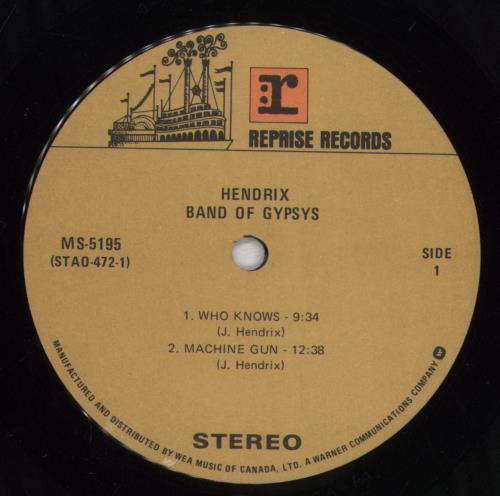 r
REPRISE RECORDS
HENDRIX
BAND OF GYPSYS
MS-5195
(STAO-472-1)
SIDE
1
1. WHO KNOWS - 9:34
(J. Hendrix)
2. MACHINE GUN - 12:38
(J. Hendrix)
STEREO
MANUFACTURED AND DISTRIBUTED BY WEA MUSIC OF CANADA, LTD. A WARNER COMMUNICATIONS COMPANY